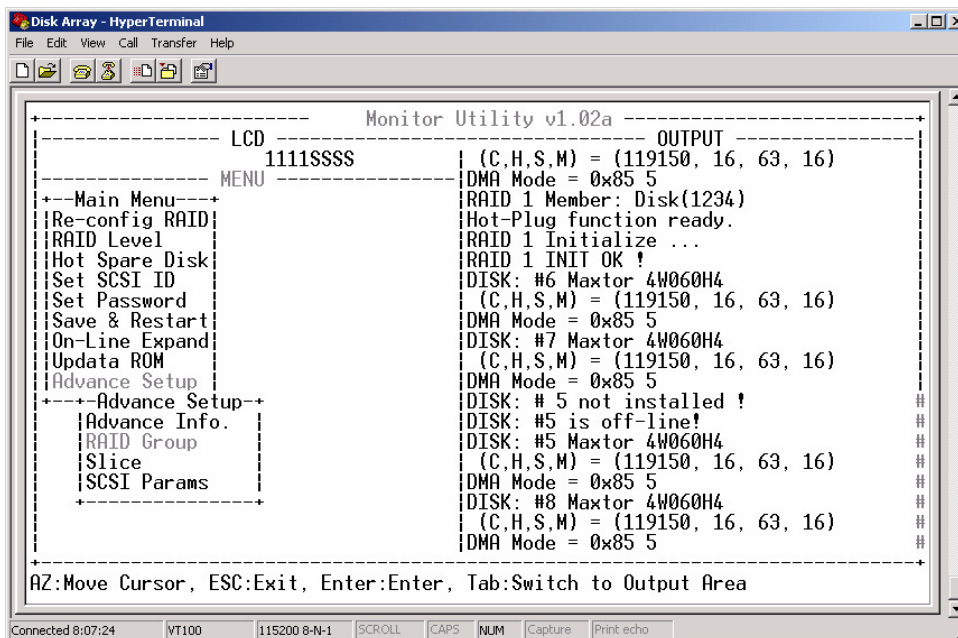 Disk Array - HyperTerminal
File Edit View Call Transfer Help
Monitor Utility v1.02a
LCD
1111SSSS
MENU
Main Menu
Re-config RAID
RAID Level
Hot Spare Disk
Set SCSI ID
Set Password
Save & Restart
On-Line Expand
Updata ROM
Advance Setup
Advance Setup
Advance Info.
RAID Group
Slice
SCSI Params
OUTPUT
(C,H,S,M) = (119150, 16, 63, 16)
DMA Mode = 0x85 5
RAID 1 Member: Disk(1234)
Hot-Plug function ready.
RAID 1 Initialize ...
RAID 1 INIT OK !
DISK: #6 Maxtor 4W060H4
(C,H,S,M) = (119150, 16, 63, 16)
DMA Mode = 0x85 5
DISK: #7 Maxtor 4W060H4
(C,H,S,M) = (119150, 16, 63, 16)
DMA Mode = 0x85 5
DISK: # 5 not installed ! #
DISK: #5 is off-line! #
DISK: #5 Maxtor 4W060H4 #
(C,H,S,M) = (119150, 16, 63, 16) #
DMA Mode = 0x85 5 #
DISK: #8 Maxtor 4W060H4 #
(C,H,S,M) = (119150, 16, 63, 16) #
DMA Mode = 0x85 5 #
AZ:Move Cursor, ESC:Exit, Enter:Enter, Tab:Switch to Output Area
Connected 8:07:24 VT100 115200 8-N-1 SCROLL CAPS NUM Capture Print echo